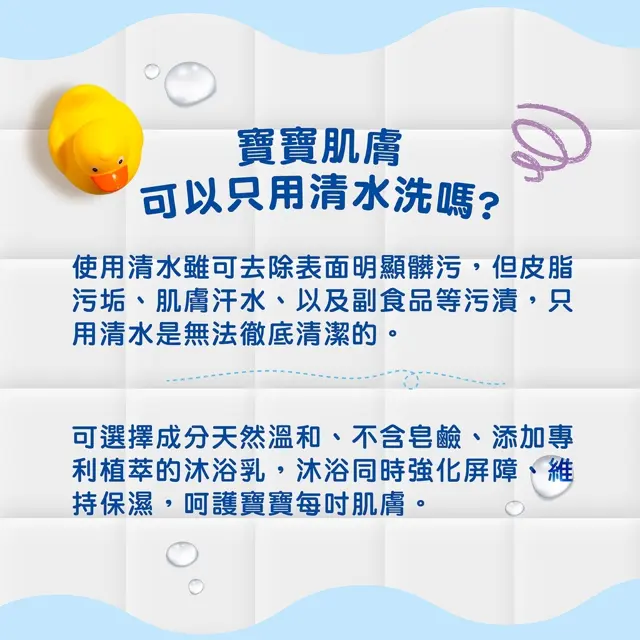 寶寶肌膚
可以只用清水洗嗎?
使用清水雖可去除表面明顯髒污，但皮脂
污垢、肌膚汗水、以及副食品等污漬，只
用清水是無法徹底清潔的。
可選擇成分天然溫和、不含皂鹼、添加專
利植萃的沐浴乳，沐浴同時強化屏障、維
持保濕，呵護寶寶每吋肌膚。